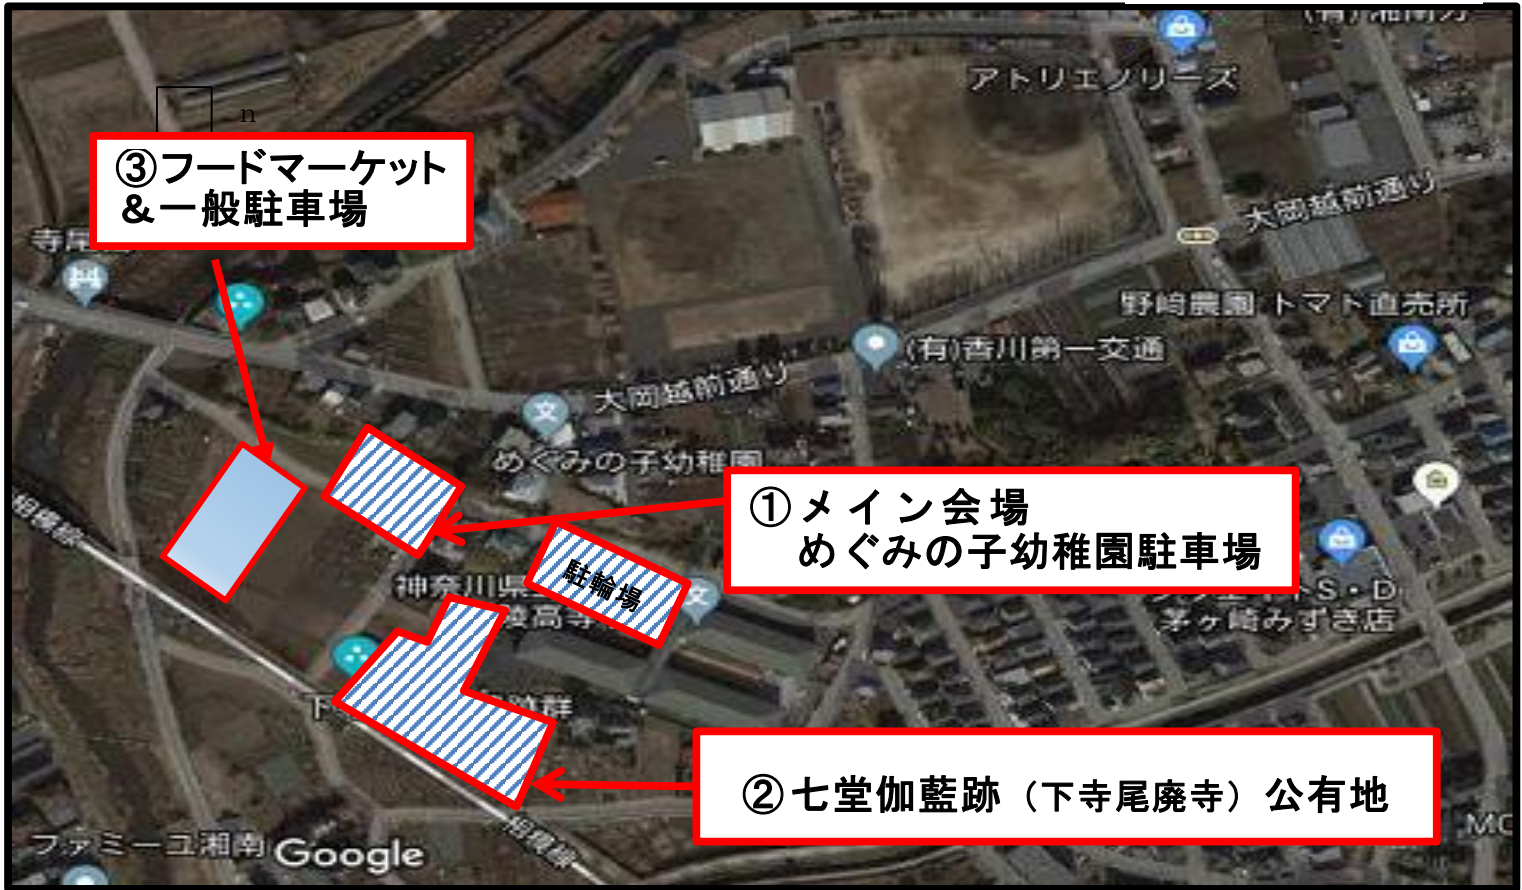 アトリエノリーズ
n
③フードマーケット
&一般駐車場
大岡越前通り
野崎農園 トマト直売所
(有)香川第一交通
大岡越前通り
めぐみの子幼稚園
①メイン会場
めぐみの子幼稚園駐車場
相模線
駐輪場
神奈川県
茅ヶ崎みずき店
②七堂伽藍跡（下寺尾廃寺）公有地
相模線
ファミーユ湘南
Google